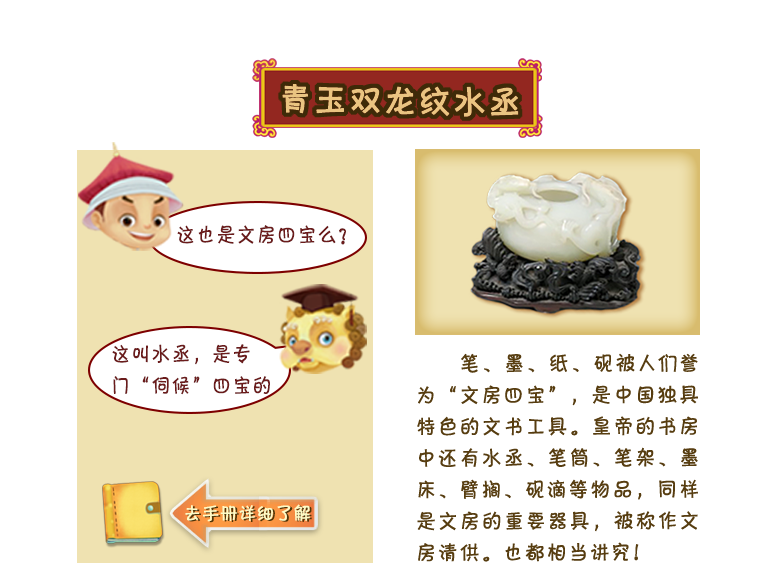 青玉双龙纹水丞
这也是文房四宝么？
这叫水丞，是专
门“伺候”四宝的
去手册详细了解
笔、墨、纸、砚被人们誉
为“文房四宝”，是中国独具
特色的文书工具。皇帝的书房
中还有水丞、笔筒、笔架、墨
床、臂搁、砚滴等物品，同样
是文房的重要器具，被称作文
房清供。也都相当讲究！